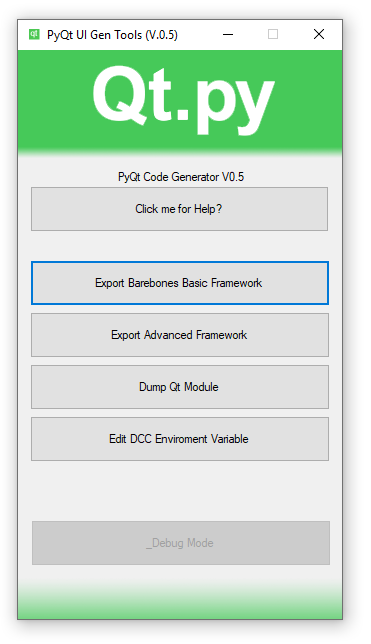 Qt PyQt UI Gen Tools (V.0.5)
Qt.py
PyQt Code Generator V0.5
Click me for Help?
Export Barebones Basic Framework
Export Advanced Framework
Dump Qt Module
Edit DCC Enviroment Variable
_Debug Mode